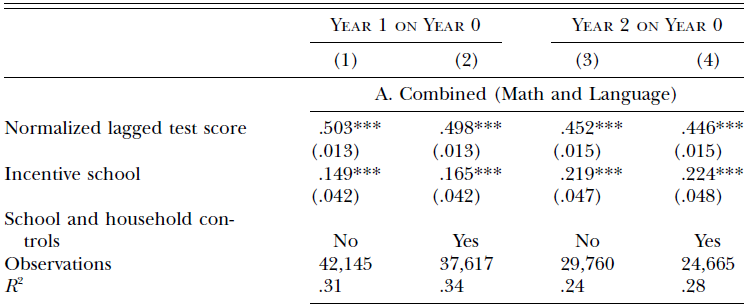 YEAR 1 ON YEAR 0 YEAR 2 ON YEAR 0
(1) (2) (3) (4)
A. Combined (Math and Language)
Normalized lagged test score .503*** .498*** .452*** .446***
(.013) (.013) (.015) (.015)
Incentive school .149*** .165*** .219*** .224***
(.042) (.042) (.047) (.048)
School and household con-
trols No Yes No Yes
Observations 42,145 37,617 29,760 24,665
R² .31 .34 .24 .28